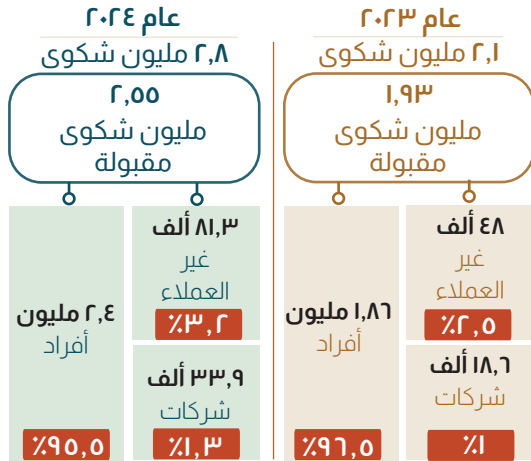 عام ٢٠٢٣
٢,١ مليون شكوى
١,٩٣
مليون شكوى
مقبولة
٤٨ ألف
غير
العملاء
٪٢,٥
١٨,٦ ألف
شركات
٪١
١,٨٦ مليون
أفراد
٪٩٦,٥
عام ٢٠٢٤
٢,٨ مليون شكوى
٢,٥٥
مليون شكوى
مقبولة
٨١,٣ ألف
غير
العملاء
٪٣,٢
٣٣,٩ ألف
شركات
٪١,٣
٢,٤ مليون
أفراد
٪٩٥,٥